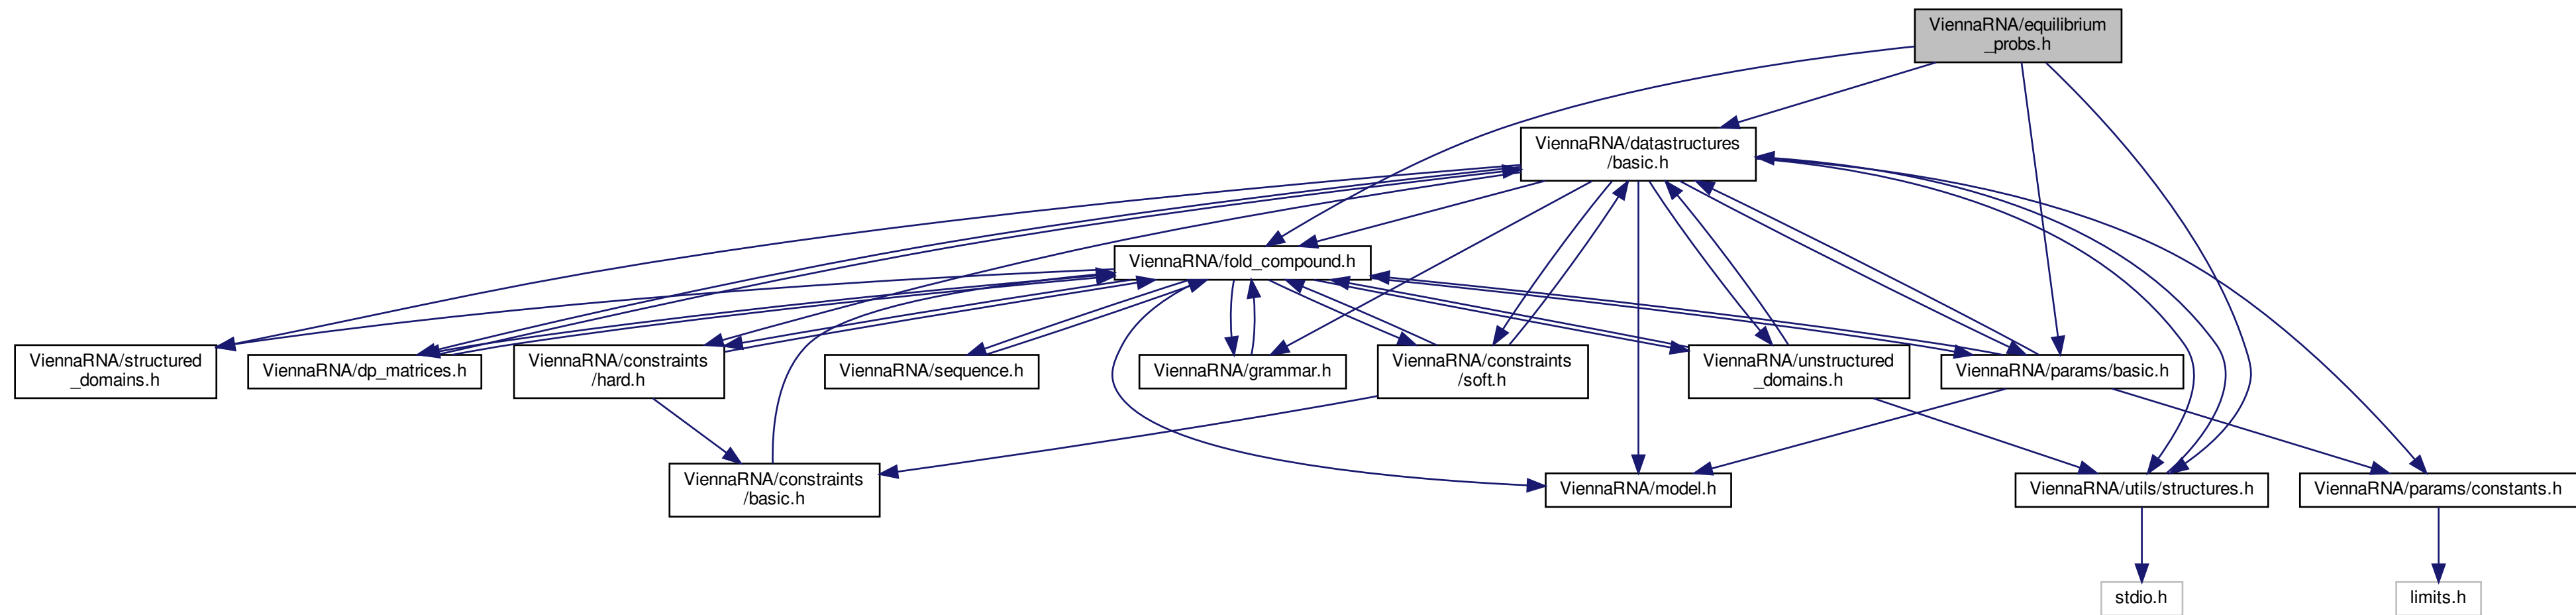 ViennaRNA/equilibrium
_probs.h
ViennaRNA/datastructures
/basic.h
ViennaRNA/fold_compound.h
ViennaRNA/structured
_domains.h
ViennaRNA/dp_matrices.h
ViennaRNA/constraints
/hard.h
ViennaRNA/sequence.h
ViennaRNA/grammar.h
ViennaRNA/constraints
/soft.h
ViennaRNA/unstructured
_domains.h
ViennaRNA/params/basic.h
ViennaRNA/constraints
/basic.h
ViennaRNA/model.h
ViennaRNA/utils/structures.h
ViennaRNA/params/constants.h
stdio.h
limits.h